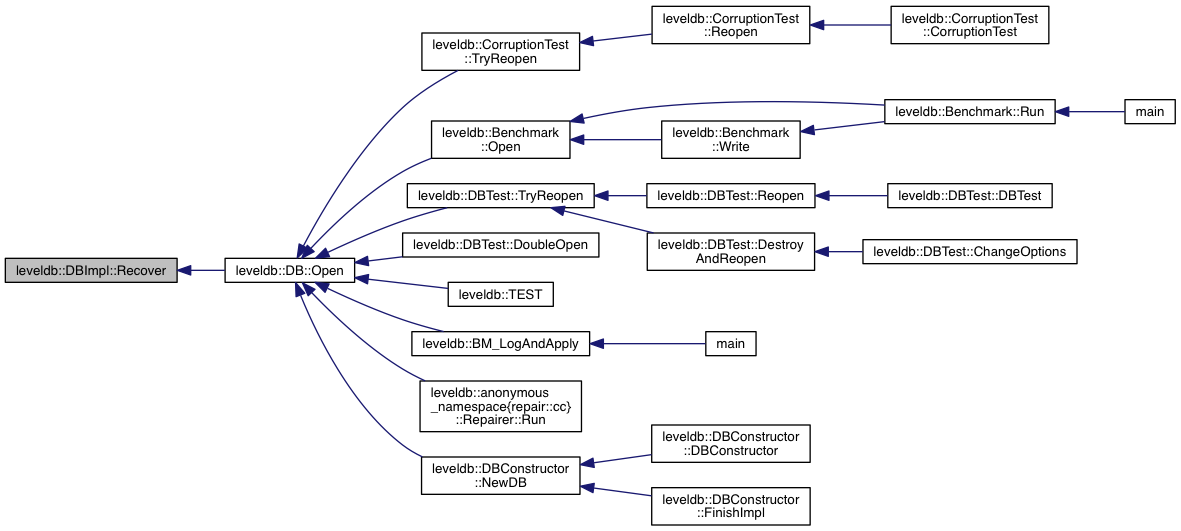 leveldb::DBImpl::Recover
leveldb::DB::Open
leveldb::CorruptionTest
::TryReopen
leveldb::CorruptionTest
::Reopen
leveldb::CorruptionTest
::CorruptionTest
leveldb::Benchmark
::Open
leveldb::Benchmark
::Write
leveldb::Benchmark::Run
main
leveldb::DBTest::TryReopen
leveldb::DBTest::Reopen
leveldb::DBTest::DBTest
leveldb::DBTest::Destroy
AndReopen
leveldb::DBTest::ChangeOptions
leveldb::DBTest::DoubleOpen
leveldb::TEST
leveldb::BM_LogAndApply
main
leveldb::anonymous
_namespace{repair::cc}
::Repairer::Run
leveldb::DBConstructor
::NewDB
leveldb::DBConstructor
::DBConstructor
leveldb::DBConstructor
::FinishImpl